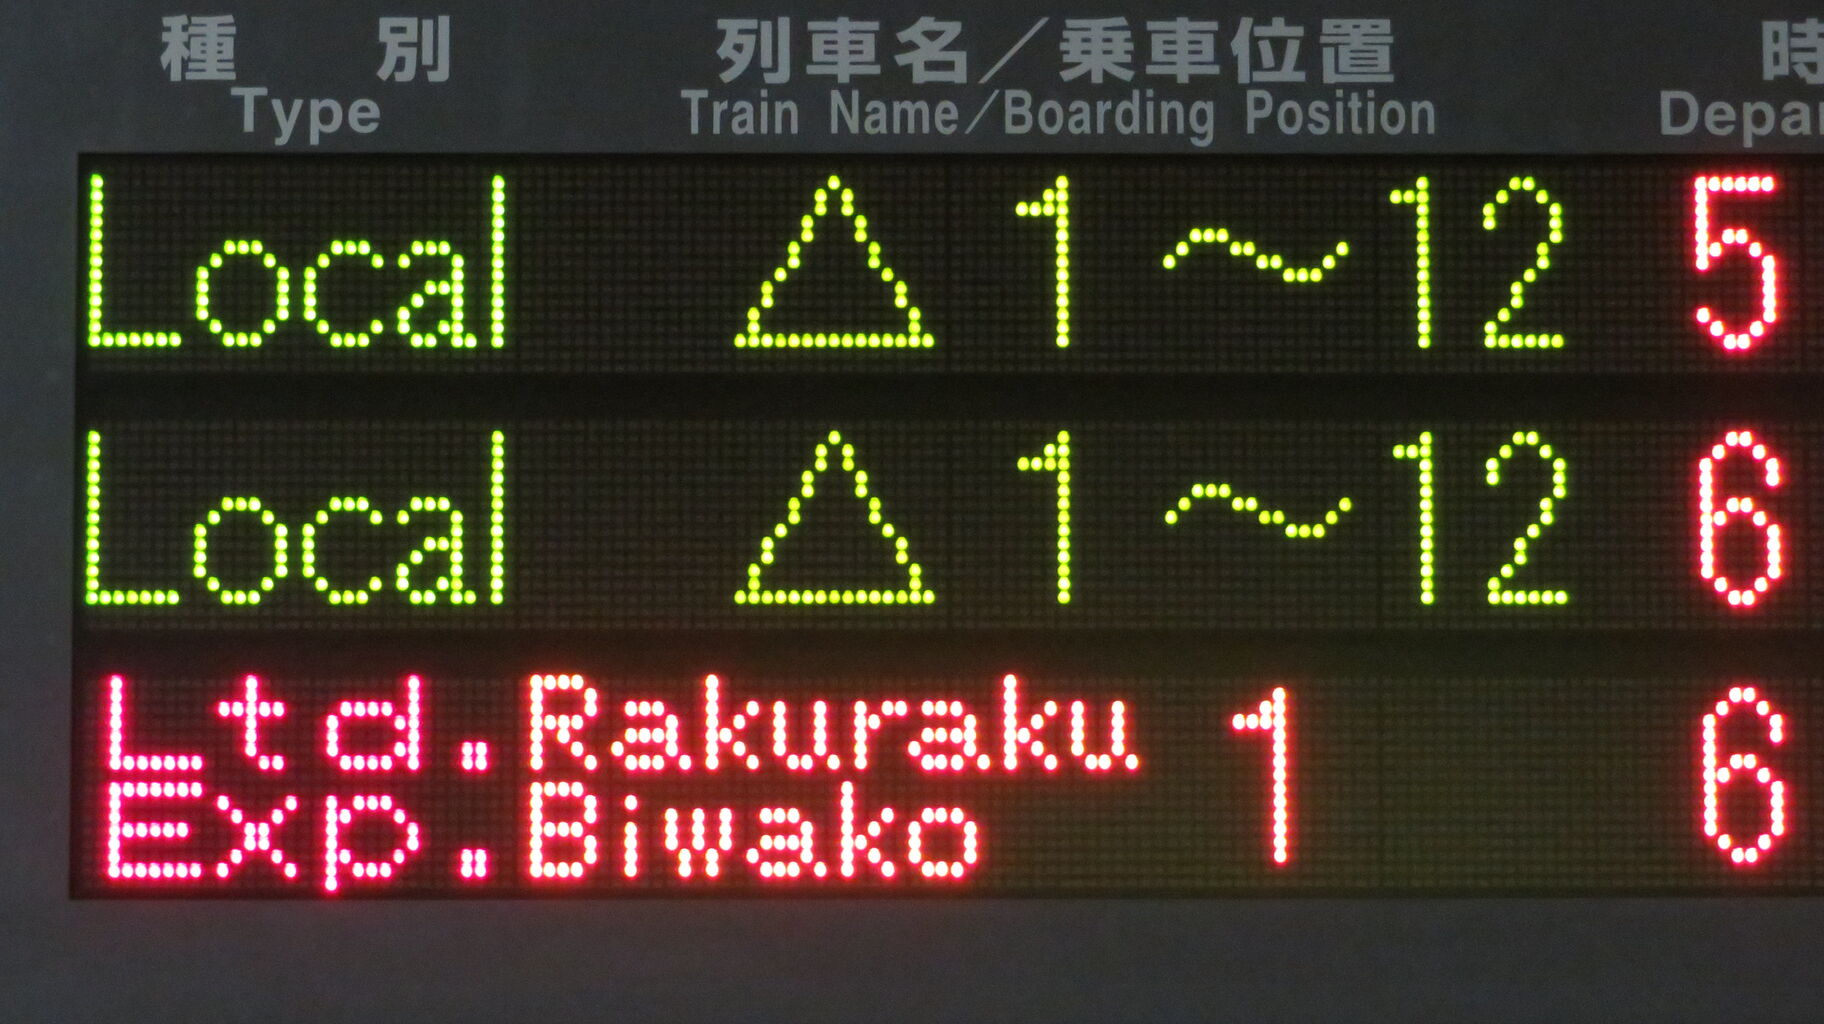 種別 列車名／乗車位置 時
Type Train Name／Boarding Position Depar
Local △ 1 ～ 12 5
Local △ 1 ～ 12 6
Ltd. Rakuraku 1 6
Exp. Biwako